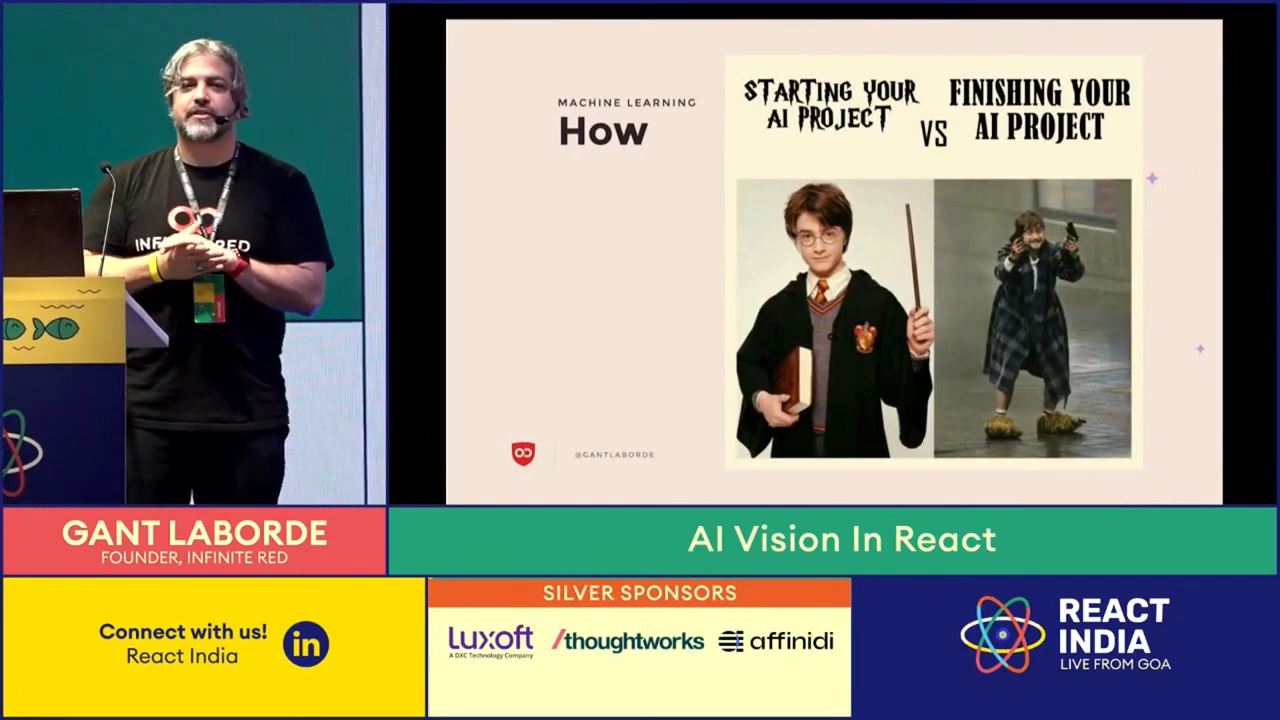 INFINITE RED
MACHINE LEARNING
How
STARTING YOUR
AI PROJECT
VS
FINISHING YOUR
AI PROJECT
@GANTLABORDE
GANT LABORDE
FOUNDER, INFINITE RED
AI Vision In React
Connect with us!
React India
in
SILVER SPONSORS
Luxoft
A DXC Technology Company
/thoughtworks
affinidi
REACT
INDIA
LIVE FROM GOA